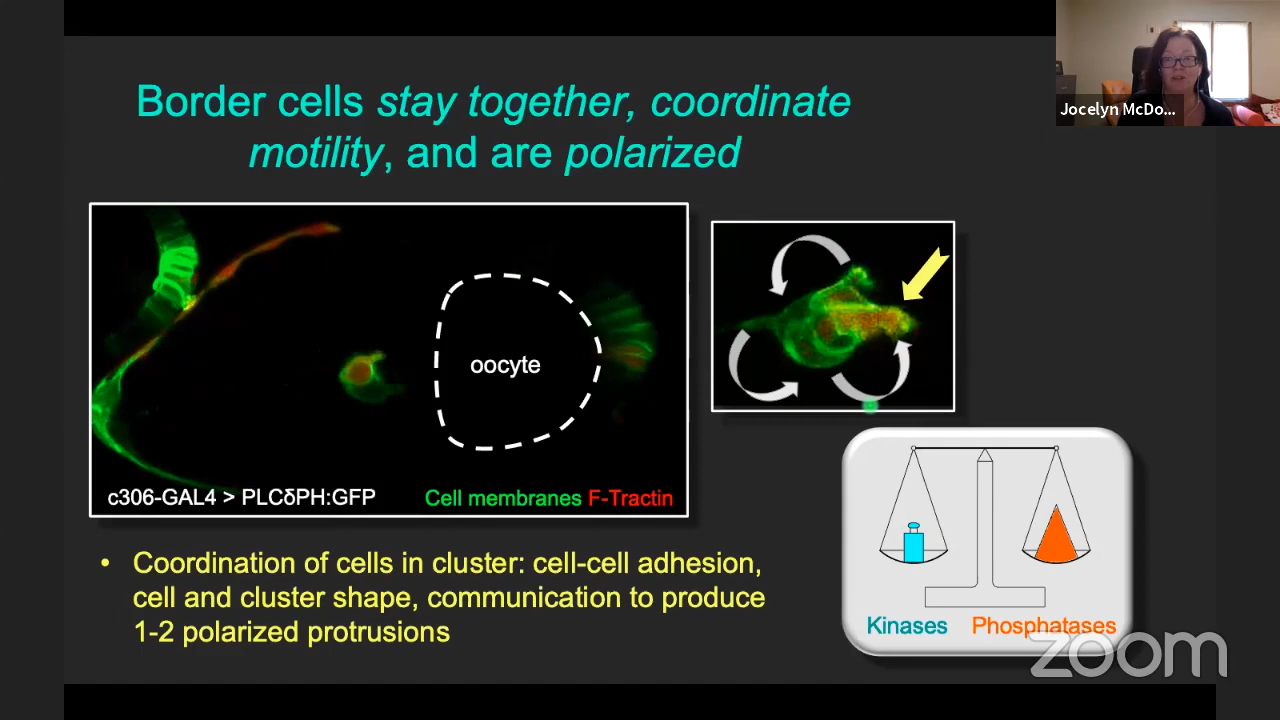 Border cells stay together, coordinate
motility, and are polarized
Jocelyn McDo...
oocyte
c306-GAL4 > PLCδPH:GFP
Cell membranes F-Tractin
• Coordination of cells in cluster: cell-cell adhesion,
cell and cluster shape, communication to produce
1-2 polarized protrusions
Kinases Phosphatases
zoom